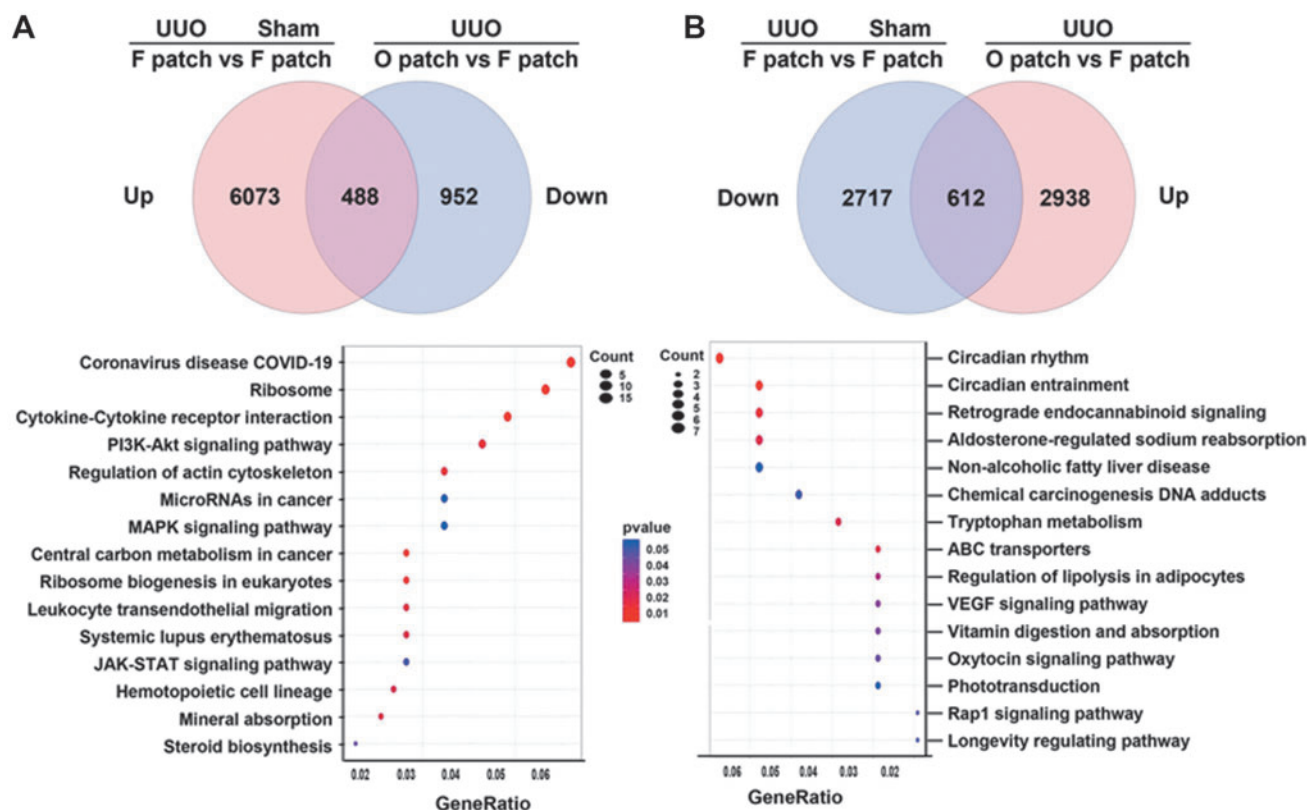 A
UUO Sham
F patch vs F patch
UUO
O patch vs F patch
Up
6073
488
952
Down
Coronavirus disease COVID-19
Ribosome
Cytokine-Cytokine receptor interaction
PI3K-Akt signaling pathway
Regulation of actin cytoskeleton
MicroRNAs in cancer
MAPK signaling pathway
Central carbon metabolism in cancer
Ribosome biogenesis in eukaryotes
Leukocyte transendothelial migration
Systemic lupus erythematosus
JAK-STAT signaling pathway
Hemotopoietic cell lineage
Mineral absorption
Steroid biosynthesis
0.02 0.03 0.04 0.05 0.06
GeneRatio
Count
5
10
15
pvalue
0.05
0.04
0.03
0.02
0.01
B
UUO Sham
F patch vs F patch
UUO
O patch vs F patch
Down
2717
612
2938
Up
Count
2
3
4
5
6
7
Circadian rhythm
Circadian entrainment
Retrograde endocannabinoid signaling
Aldosterone-regulated sodium reabsorption
Non-alcoholic fatty liver disease
Chemical carcinogenesis DNA adducts
Tryptophan metabolism
ABC transporters
Regulation of lipolysis in adipocytes
VEGF signaling pathway
Vitamin digestion and absorption
Oxytocin signaling pathway
Phototransduction
Rap1 signaling pathway
Longevity regulating pathway
0.06 0.05 0.04 0.03 0.02
GeneRatio